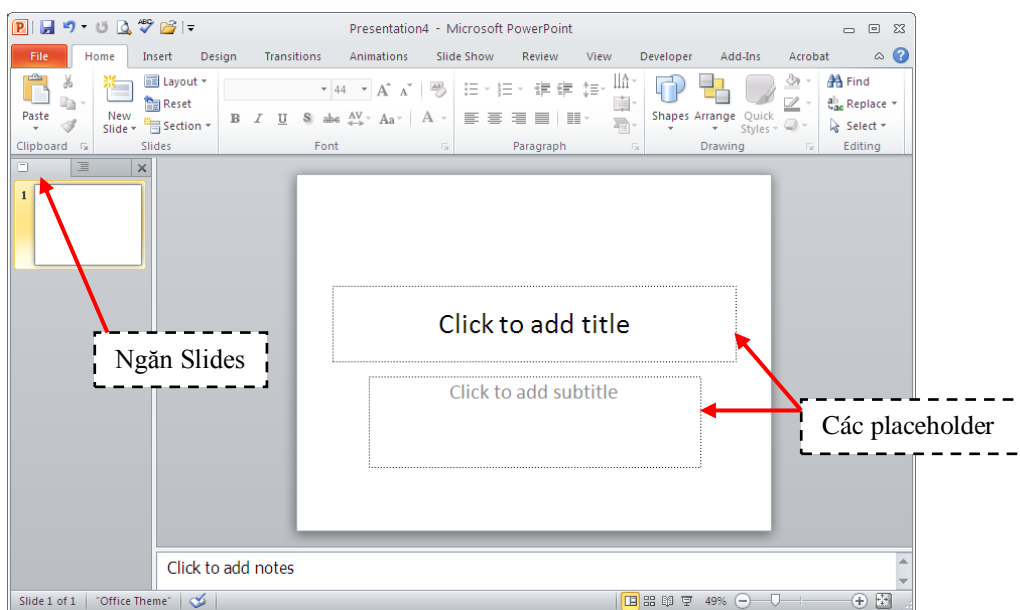 Presentation4 - Microsoft PowerPoint
File Home Insert Design Transitions Animations Slide Show Review View Developer Add-Ins Acrobat
Paste
New Slide
Layout
Reset
Section
44
B I U S abc AV Aa A
Shapes Arrange Quick Styles
Find
Replace
Select
Clipboard Slides Font Paragraph Drawing Editing
1
Click to add title
Ngăn Slides
Click to add subtitle
Các placeholder
Click to add notes
Slide 1 of 1 "Office Theme" 49%